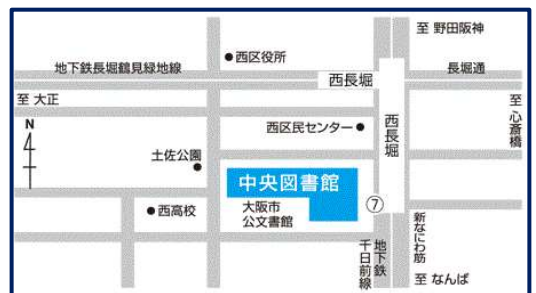 至 野田阪神
●西区役所
地下鉄長堀鶴見緑地線
長堀通
西長堀
至 大正
至 心斎橋
N
西区民センター●
西長堀
土佐公園
中央図書館
●西高校
大阪市
公文書館
⑦
新なにわ筋
地下鉄
千日前線
至 なんば